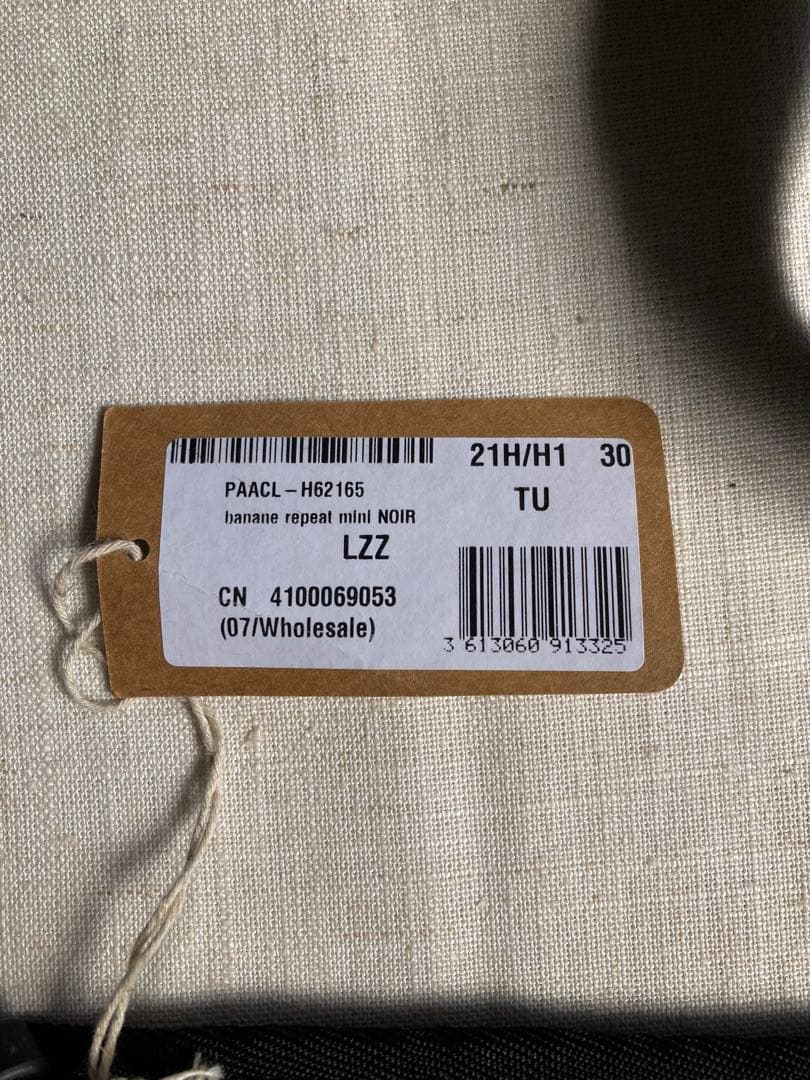 21H/H1 30
PAACL – H62165
TU
banane repeat mini NOIR
LZZ
CN 4100069053
(07/Wholesale)
3 613060 913325